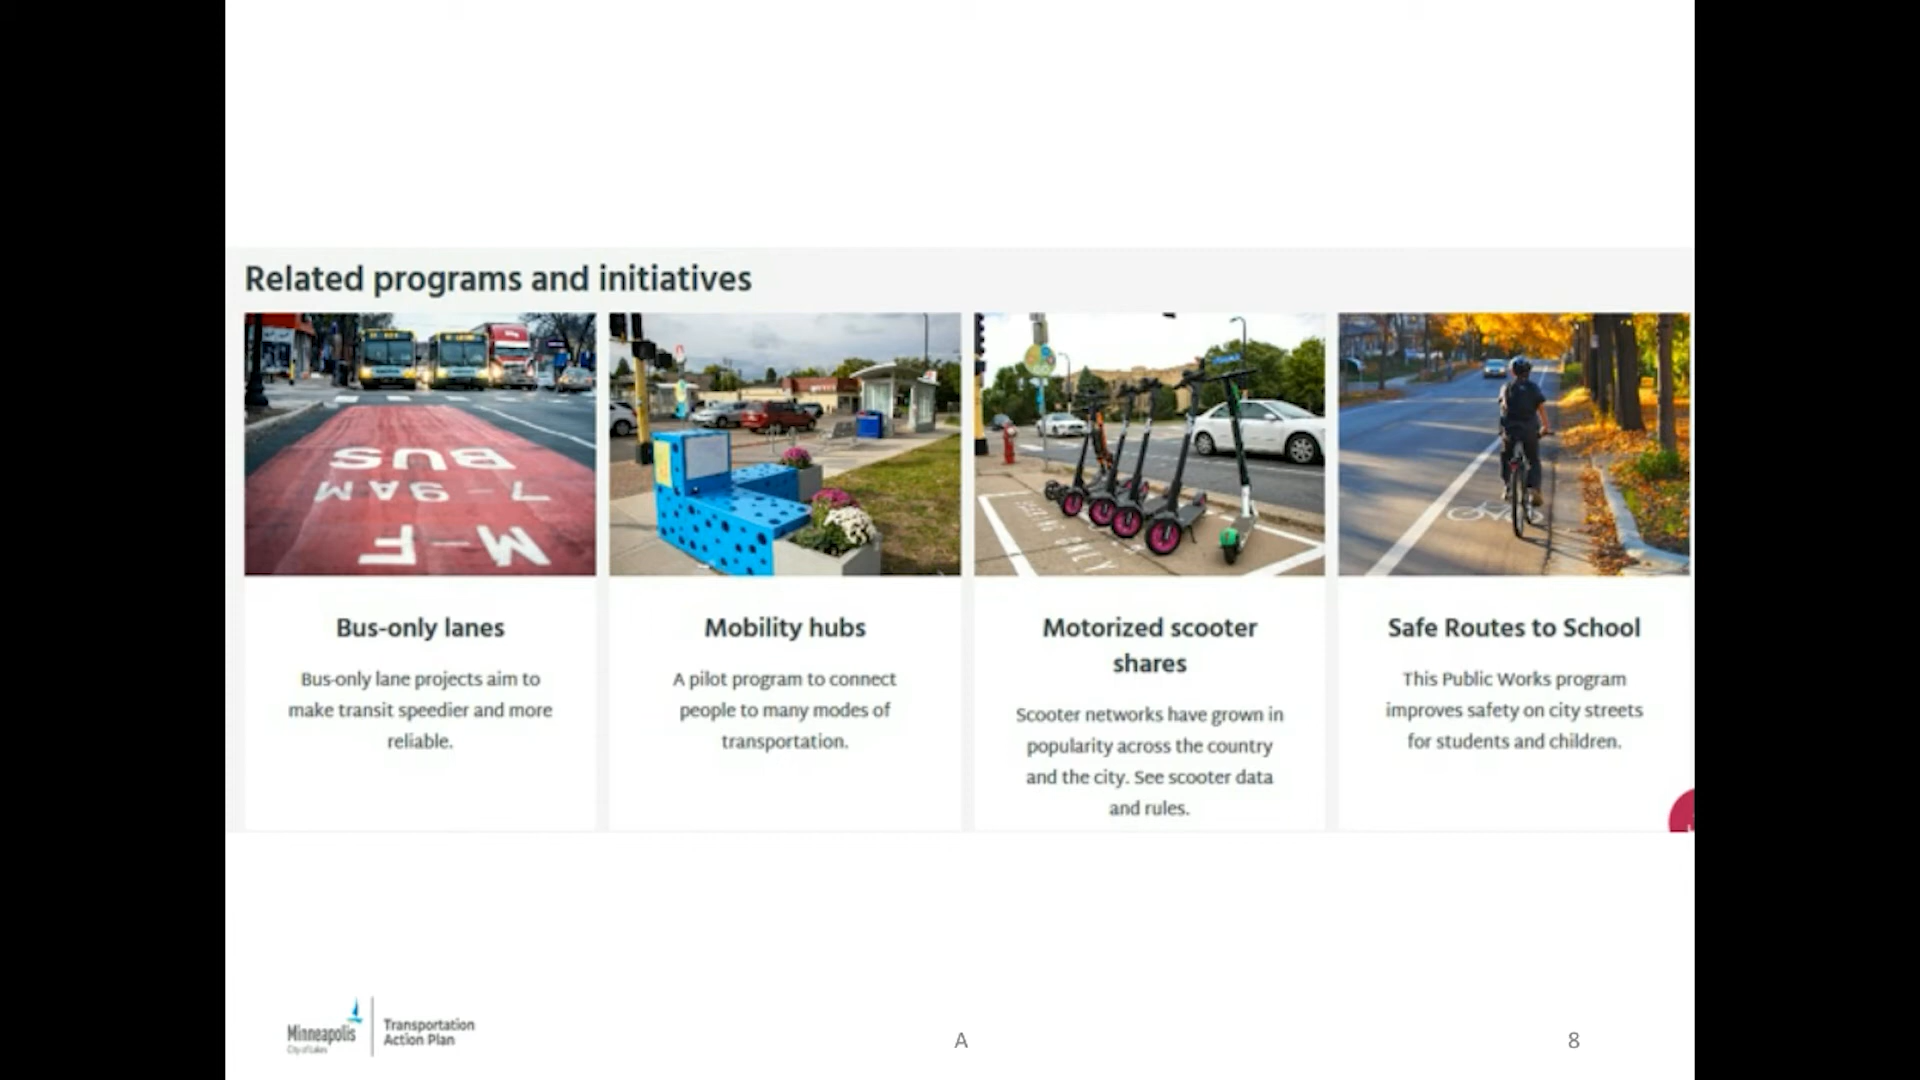 Related programs and initiatives
BUS
7-9AM
M-F
ONLY
Bus-only lanes
Bus-only lane projects aim to
make transit speedier and more
reliable.
Mobility hubs
A pilot program to connect
people to many modes of
transportation.
Motorized scooter
shares
Scooter networks have grown in
popularity across the country
and the city. See scooter data
and rules.
Safe Routes to School
This Public Works program
improves safety on city streets
for students and children.
Minneapolis
City of Lakes
Transportation
Action Plan
A
8